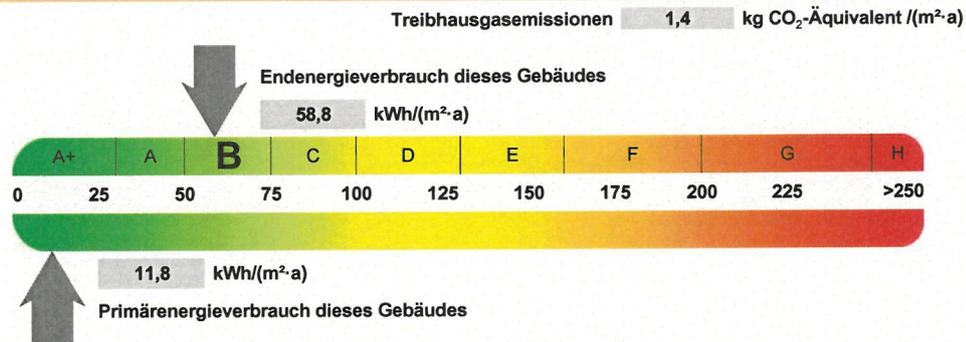 Treibhausgasemissionen 1,4 kg CO₂-Äquivalent /(m²·a)
Endenergieverbrauch dieses Gebäudes
58,8 kWh/(m²·a)
A+ A B C D E F G H
0 25 50 75 100 125 150 175 200 225 >250
11,8 kWh/(m²·a)
Primärenergieverbrauch dieses Gebäudes